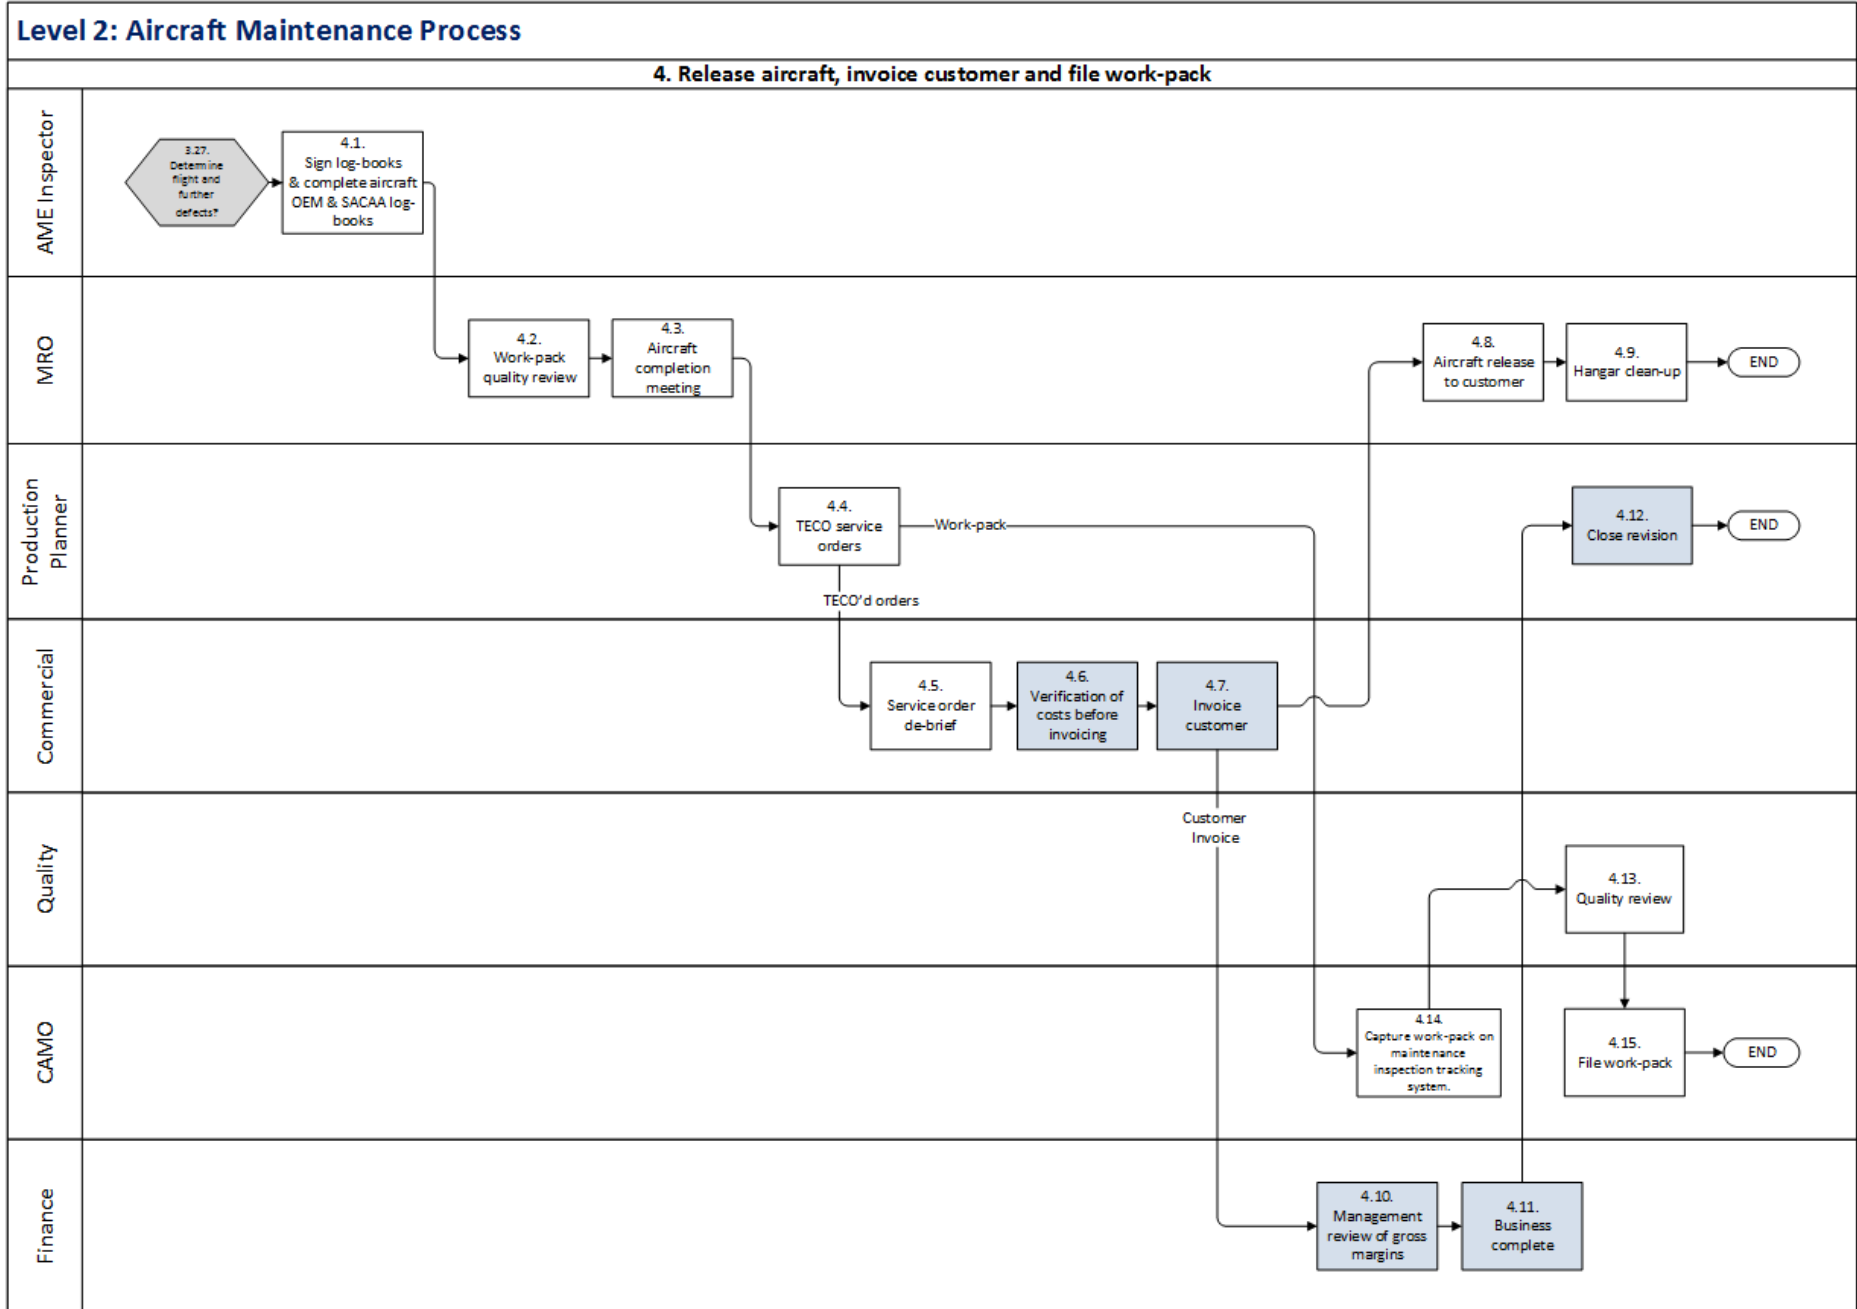 Level 2: Aircraft Maintenance Process
4. Release aircraft, invoice customer and file work-pack
AME Inspector
3.27.
Determine
flight and
further
defects?
4.1.
Sign log-books
& complete aircraft
OEM & SACAA log-
books
MRO
4.2.
Work-pack
quality review
4.3.
Aircraft
completion
meeting
4.8.
Aircraft release
to customer
4.9.
Hangar clean-up
END
Production
Planner
4.4.
TECO service
orders
Work-pack
TECO'd orders
4.12.
Close revision
END
Commercial
4.5.
Service order
de-brief
4.6.
Verification of
costs before
invoicing
4.7.
Invoice
customer
Quality
Customer
Invoice
4.13.
Quality review
CAMO
4.14.
Capture work-pack on
maintenance
inspection tracking
system.
4.15.
File work-pack
END
Finance
4.10.
Management
review of gross
margins
4.11.
Business
complete